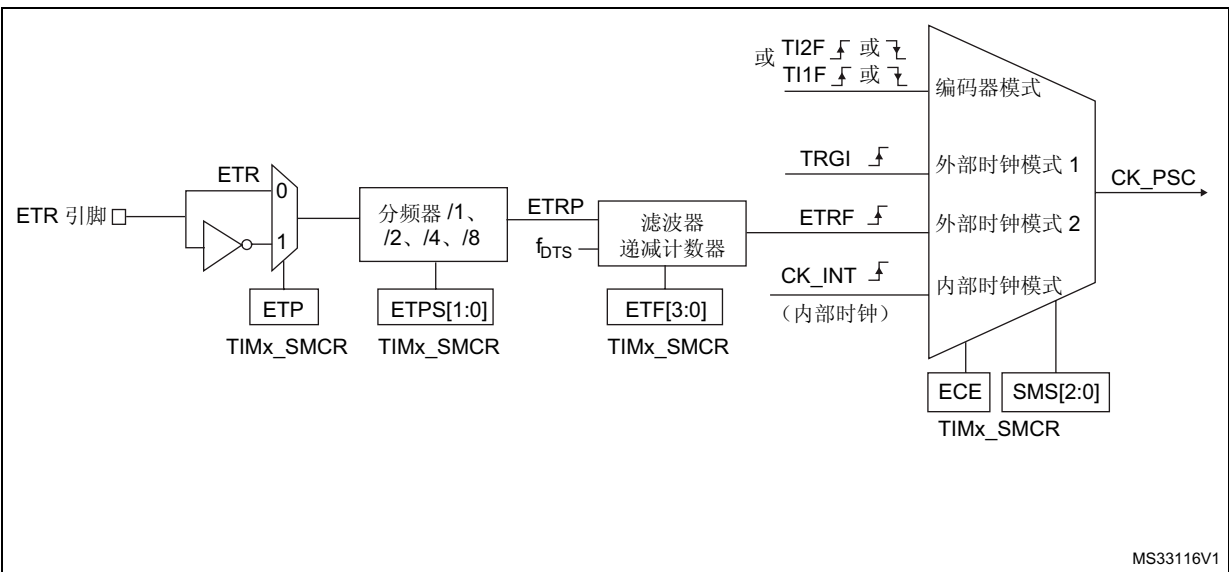 或 TI2F 或
TI1F 或
编码器模式
TRGI
外部时钟模式 1
CK_PSC
ETR
0
ETR 引脚
1
分频器 /1、
/2、/4、/8
ETRP
fDTS
滤波器
递减计数器
ETRF
外部时钟模式 2
CK_INT
(内部时钟)
内部时钟模式
ETP
TIMx_SMCR
ETPS[1:0]
TIMx_SMCR
ETF[3:0]
TIMx_SMCR
ECE
SMS[2:0]
TIMx_SMCR
MS33116V1